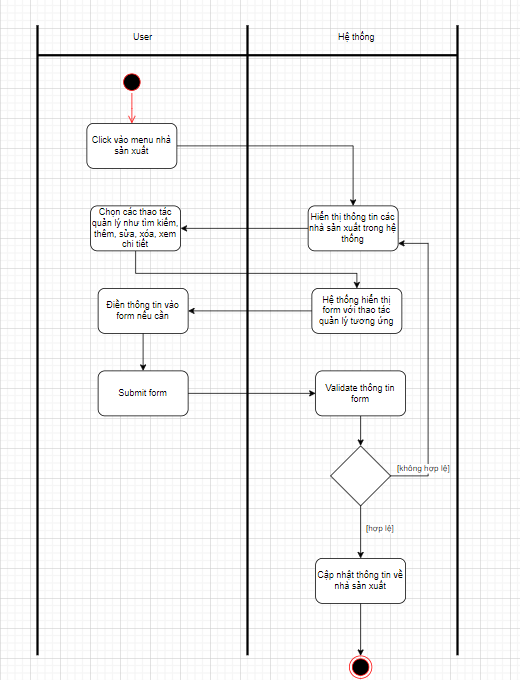 User
Hệ thống
Click vào menu nhà
sản xuất
Chọn các thao tác
quản lý như tìm kiếm,
thêm, sửa, xóa, xem
chi tiết
Hiển thị thông tin các
nhà sản xuất trong hệ
thống
Điền thông tin vào
form nếu cần
Hệ thống hiển thị
form với thao tác
quản lý tương ứng
Submit form
Validate thông tin
form
[không hợp lệ]
[hợp lệ]
Cập nhật thông tin về
nhà sản xuất